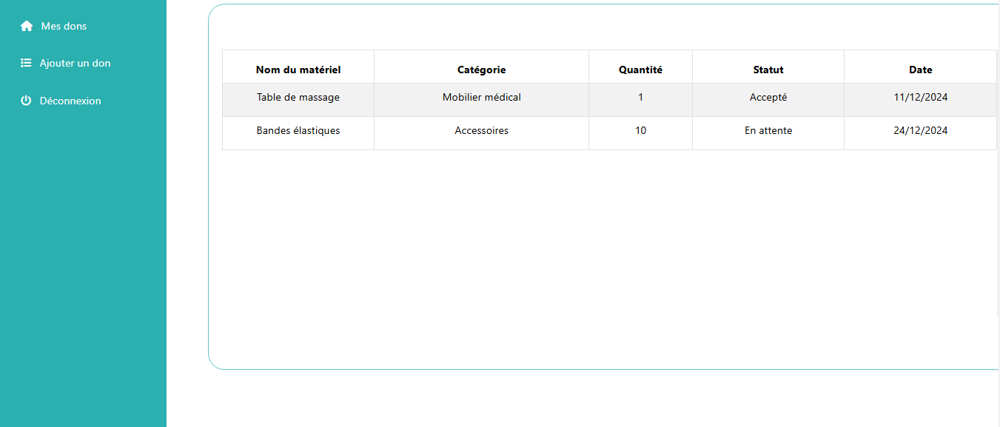 Mes dons
Ajouter un don
Déconnexion
Nom du matériel Catégorie Quantité Statut Date
Table de massage Mobilier médical 1 Accepté 11/12/2024
Bandes élastiques Accessoires 10 En attente 24/12/2024